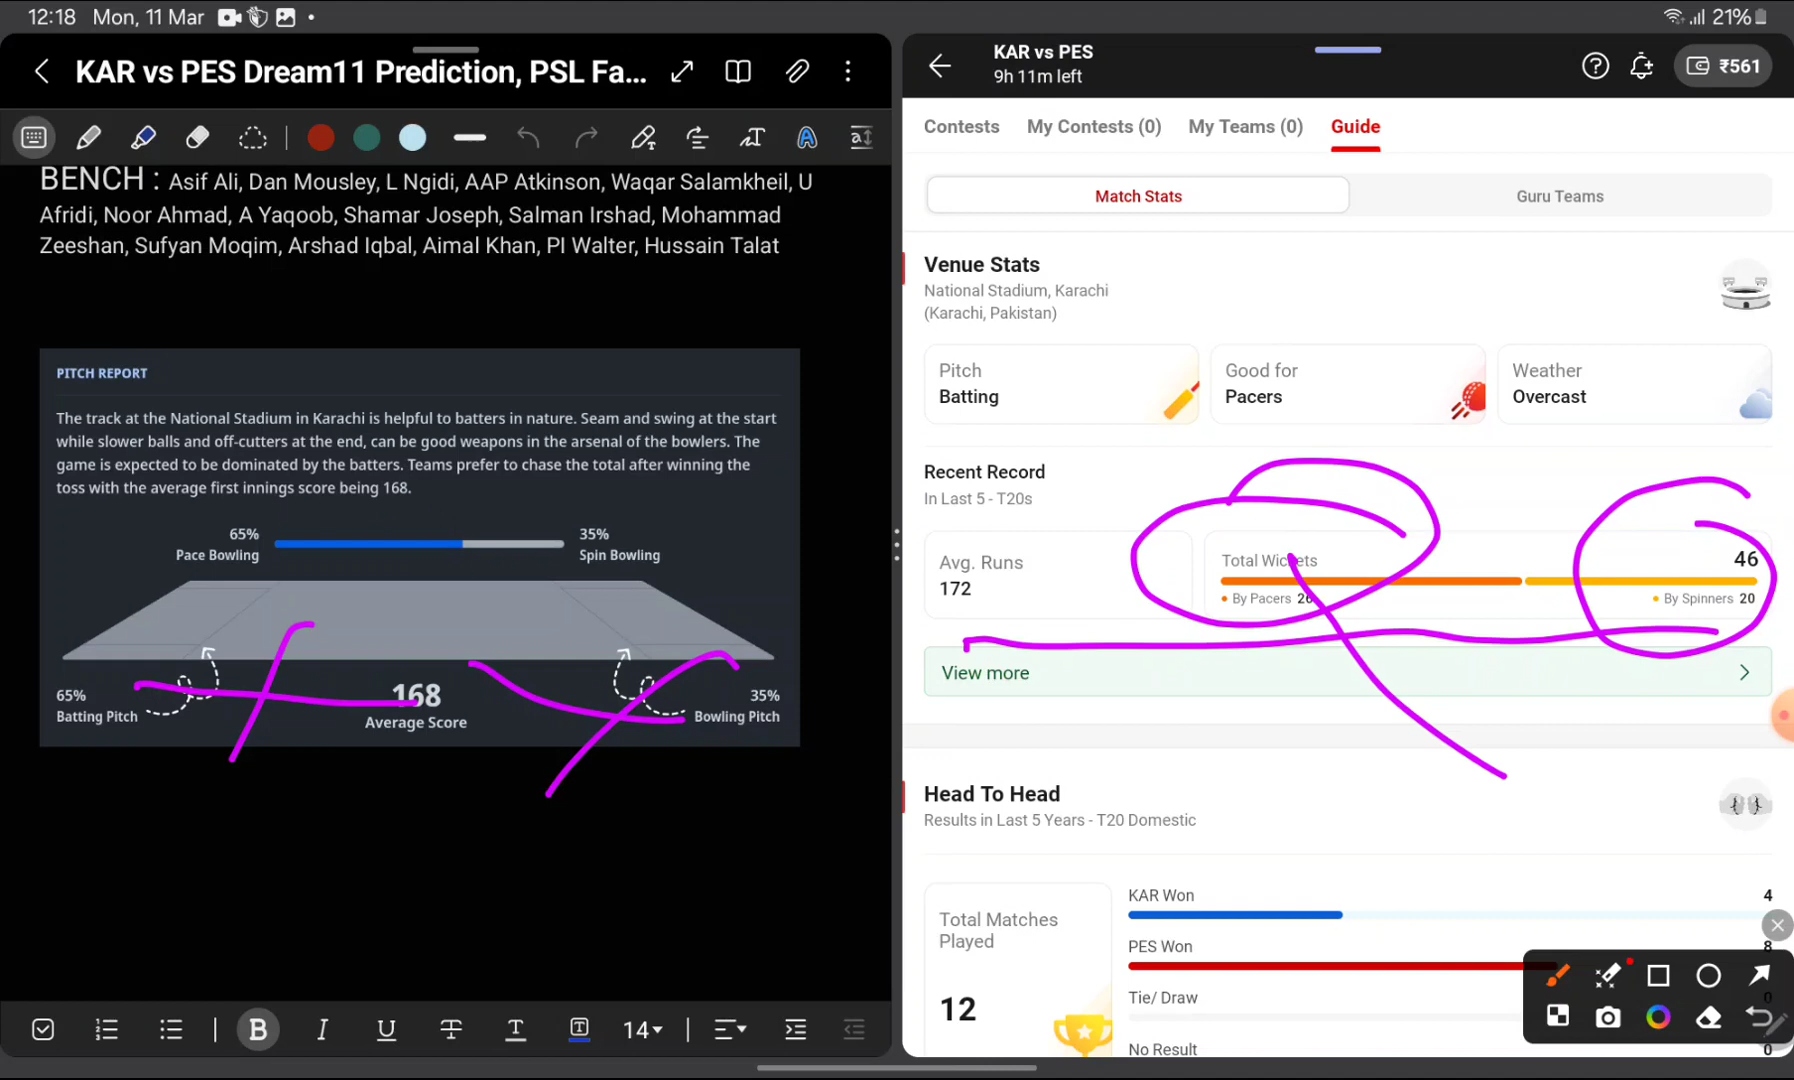 12:18 Mon, 11 Mar
21%
KAR vs PES Dream11 Prediction, PSL Fa...
14
BENCH : Asif Ali, Dan Mousley, L Ngidi, AAP Atkinson, Waqar Salamkheil, U
Afridi, Noor Ahmad, A Yaqoob, Shamar Joseph, Salman Irshad, Mohammad
Zeeshan, Sufyan Moqim, Arshad Iqbal, Aimal Khan, PI Walter, Hussain Talat
PITCH REPORT
The track at the National Stadium in Karachi is helpful to batters in nature. Seam and swing at the start
while slower balls and off-cutters at the end, can be good weapons in the arsenal of the bowlers. The
game is expected to be dominated by the batters. Teams prefer to chase the total after winning the
toss with the average first innings score being 168.
65%
Pace Bowling
35%
Spin Bowling
65%
Batting Pitch
168
Average Score
35%
Bowling Pitch
KAR vs PES
9h 11m left
₹561
Contests
My Contests (0)
My Teams (0)
Guide
Match Stats
Guru Teams
Venue Stats
National Stadium, Karachi
(Karachi, Pakistan)
Pitch
Batting
Good for
Pacers
Weather
Overcast
Recent Record
In Last 5 - T20s
Avg. Runs
172
Total Wickets
46
By Pacers 26
By Spinners 20
View more
Head To Head
Results in Last 5 Years - T20 Domestic
Total Matches
Played
12
KAR Won
4
PES Won
8
Tie/ Draw
0
No Result
0